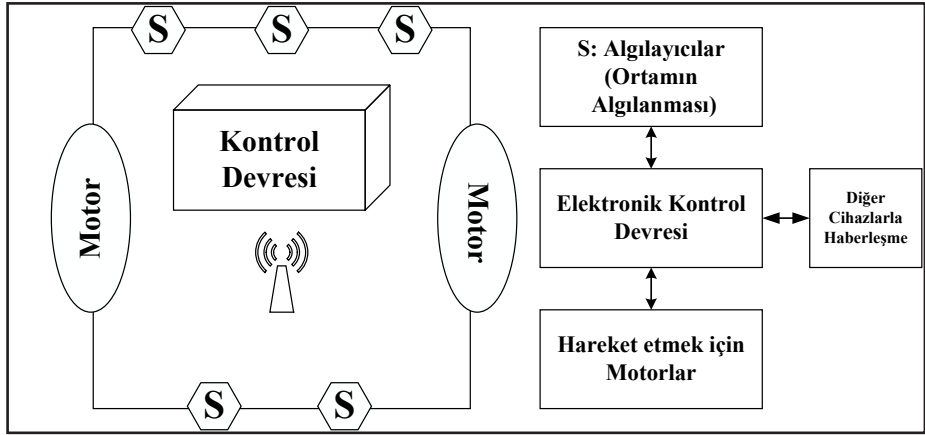 S S S
Kontrol
Devresi
Motor
Motor
S S
S: Algılayıcılar
(Ortamın
Algılanması)
Elektronik Kontrol
Devresi
Diğer
Cihazlarla
Haberleşme
Hareket etmek için
Motorlar